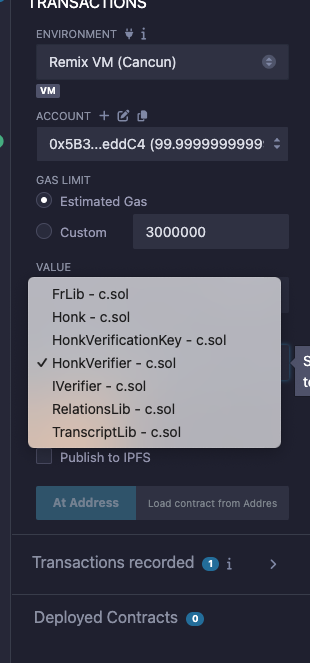 TRANSACTIONS
ENVIRONMENT
Remix VM (Cancun)
VM
ACCOUNT
0x5B3...eddC4 (99.9999999999
GAS LIMIT
Estimated Gas
Custom
3000000
VALUE
FrLib - c.sol
Honk - c.sol
HonkVerificationKey - c.sol
HonkVerifier - c.sol
IVerifier - c.sol
RelationsLib - c.sol
TranscriptLib - c.sol
S
to
Publish to IPFS
At Address
Load contract from Addres
Transactions recorded 1
Deployed Contracts 0